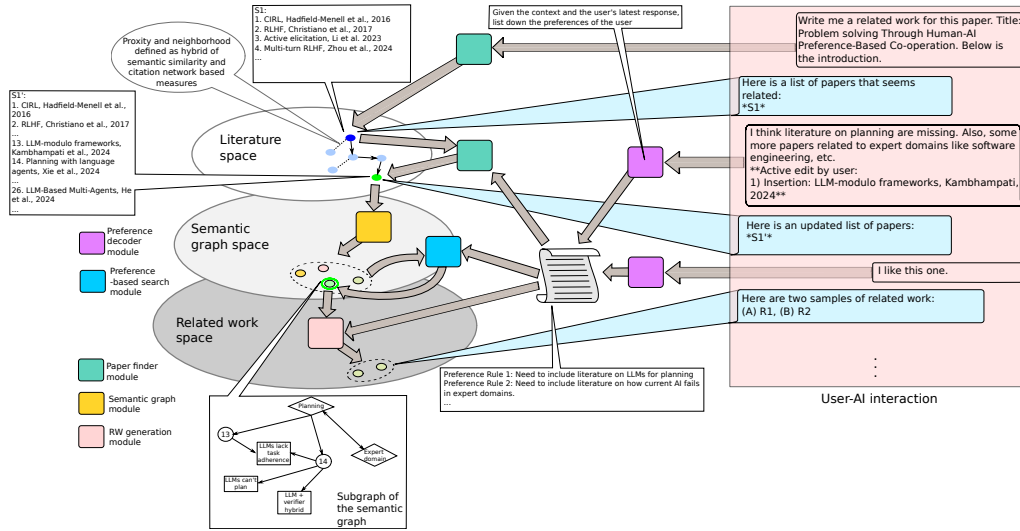 S1:
1. CIRL, Hadfield-Menell et al., 2016
2. RLHF, Christiano et al., 2017
3. Active elicitation, Li et al. 2023
4. Multi-turn RLHF, Zhou et al., 2024
...
Given the context and the user's latest response,
list down the preferences of the user
Write me a related work for this paper. Title:
Problem solving Through Human-AI
Preference-Based Co-operation. Below is
the introduction.
Proxity and neighborhood
defined as hybrid of
semantic similarity and
citation network based
measures
S1':
1. CIRL, Hadfield-Menell et al.,
2016
2. RLHF, Christiano et al., 2017
...
13. LLM-modulo frameworks,
Kambhampati et al., 2024
14. Planning with language
agents, Xie et al., 2024
...
26. LLM-Based Multi-Agents, He
et al., 2024
...
Here is a list of papers that seems
related:
*S1*
Literature
space
I think literature on planning are missing. Also, some
more papers related to expert domains like software
engineering, etc.
**Active edit by user:
1) Insertion: LLM-modulo frameworks, Kambhampati,
2024**
Here is an updated list of papers:
*S1'*
Preference
decoder
module
Semantic
graph space
Preference
-based search
module
I like this one.
Here are two samples of related work:
(A) R1, (B) R2
Related work
space
Paper finder
module
Preference Rule 1: Need to include literature on LLMs for planning
Preference Rule 2: Need to include literature on how current AI fails
in expert domains.
...
User-AI interaction
Semantic graph
module
RW generation
module
Planning
13
LLMs lack
task
adherence
14
Expert
domain
LLMs can't
plan
LLM +
verifier
hybrid
Subgraph of
the semantic
graph